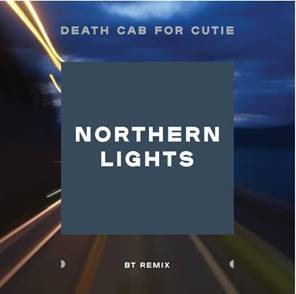 DEATH CAB FOR CUTIE
NORTHERN
LIGHTS
BT REMIX